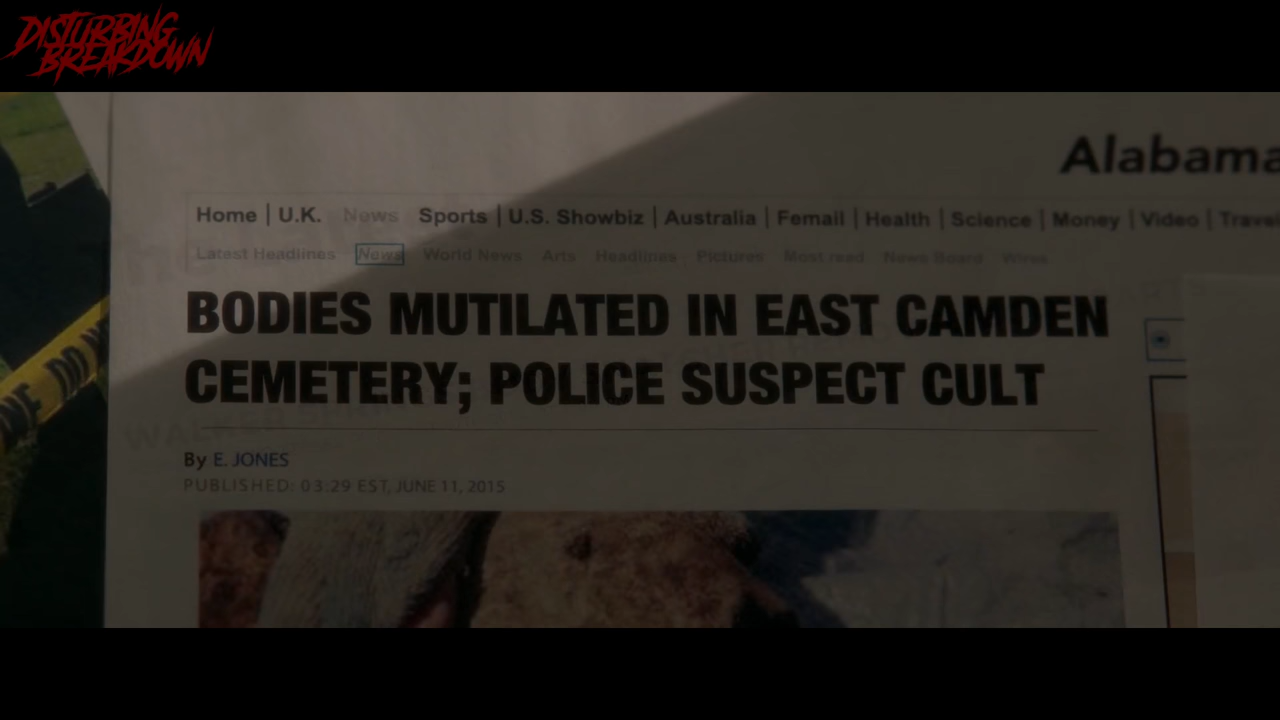 DISTURBING
BREAKDOWN
Alabama
Home | U.K. News Sports | U.S. Showbiz | Australia | Femail | Health | Science | Money | Video | Trave
Latest Headlines News World News Arts Headlines Pictures Most read News Board Wires
BODIES MUTILATED IN EAST CAMDEN
CEMETERY; POLICE SUSPECT CULT
By E. JONES
PUBLISHED: 03:29 EST, JUNE 11, 2015